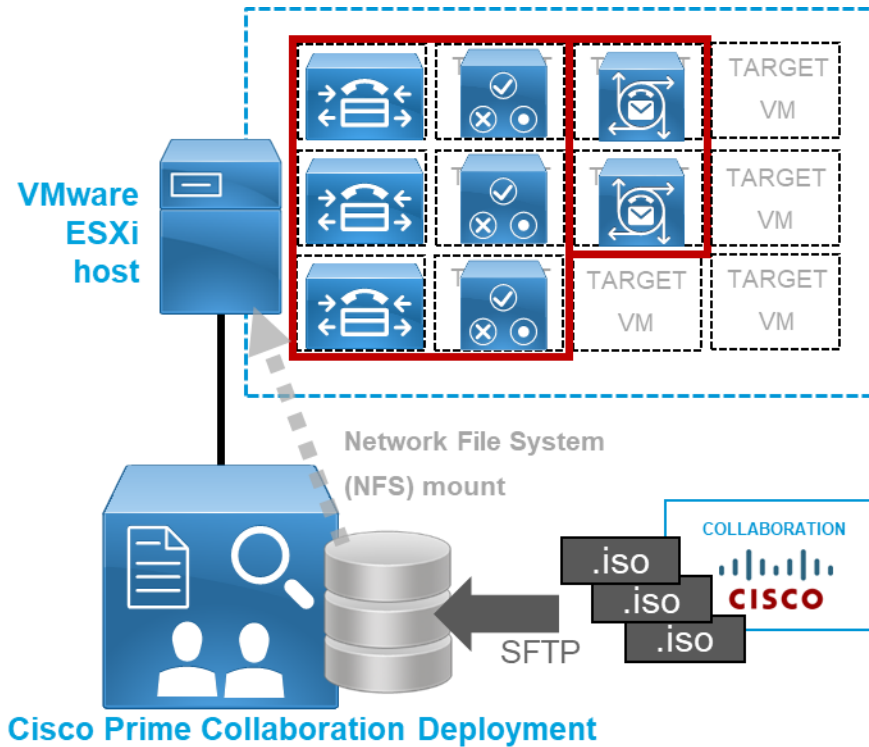 TARGET
VM
VMware
ESXi
host
TARGET
VM
TARGET
VM
TARGET
VM
Network File System
(NFS) mount
COLLABORATION
CISCO
.iso
.iso
.iso
SFTP
Cisco Prime Collaboration Deployment